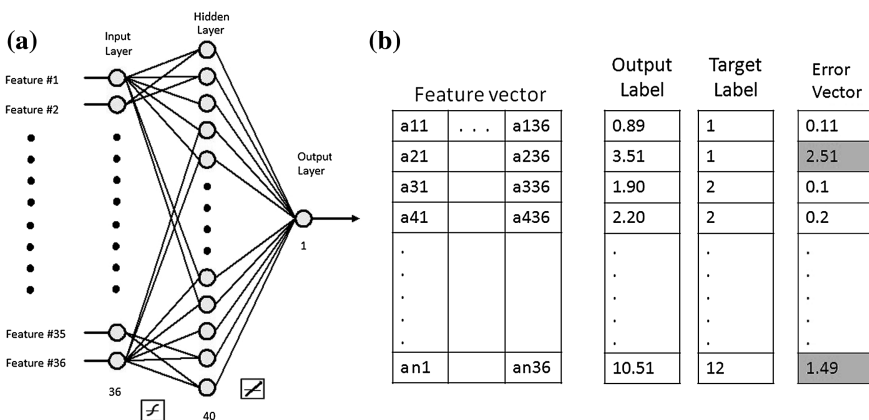 (a)
Input
Layer
Hidden
Layer
Feature #1
Feature #2
Output
Layer
1
Feature #35
Feature #36
36
40
(b)
Feature vector
Output
Label
Target
Label
Error
Vector
a11 . . . a136 0.89 1 0.11
a21 a236 3.51 1 2.51
a31 a336 1.90 2 0.1
a41 a436 2.20 2 0.2
. . . .
. . . .
. . . .
. . . .
. . . .
an1 an36 10.51 12 1.49